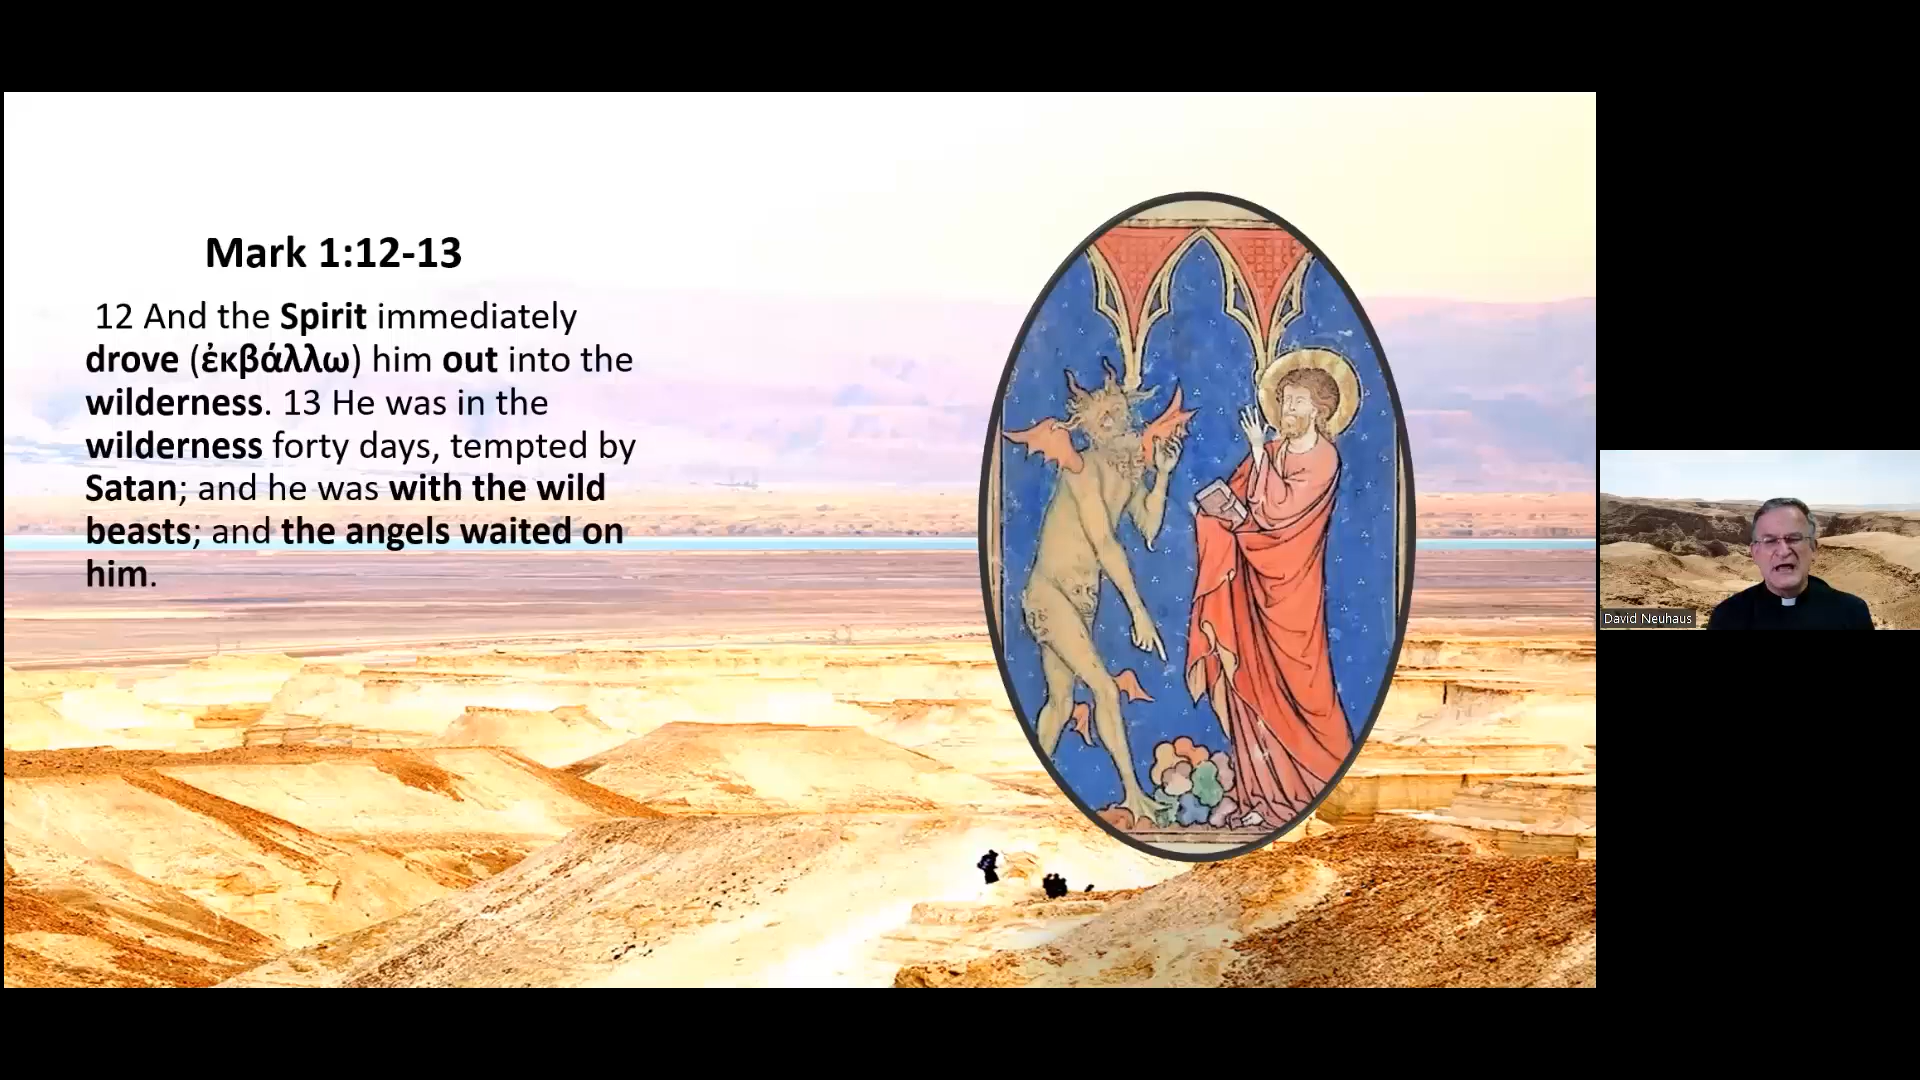 Mark 1:12-13
12 And the Spirit immediately
drove (ἐκβάλλω) him out into the
wilderness. 13 He was in the
wilderness forty days, tempted by
Satan; and he was with the wild
beasts; and the angels waited on
him.
David Neuhaus